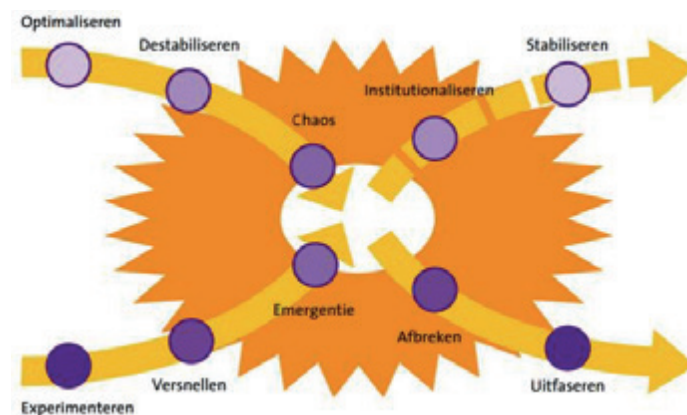 Optimaliseren
Destabiliseren
Stabiliseren
Institutionaliseren
Chaos
Emergentie
Afbreken
Versnellen
Uitfaseren
Experimenteren